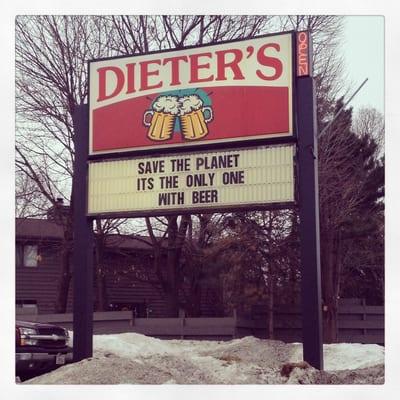 DIETER'S
OPEN
SAVE THE PLANET
ITS THE ONLY ONE
WITH BEER